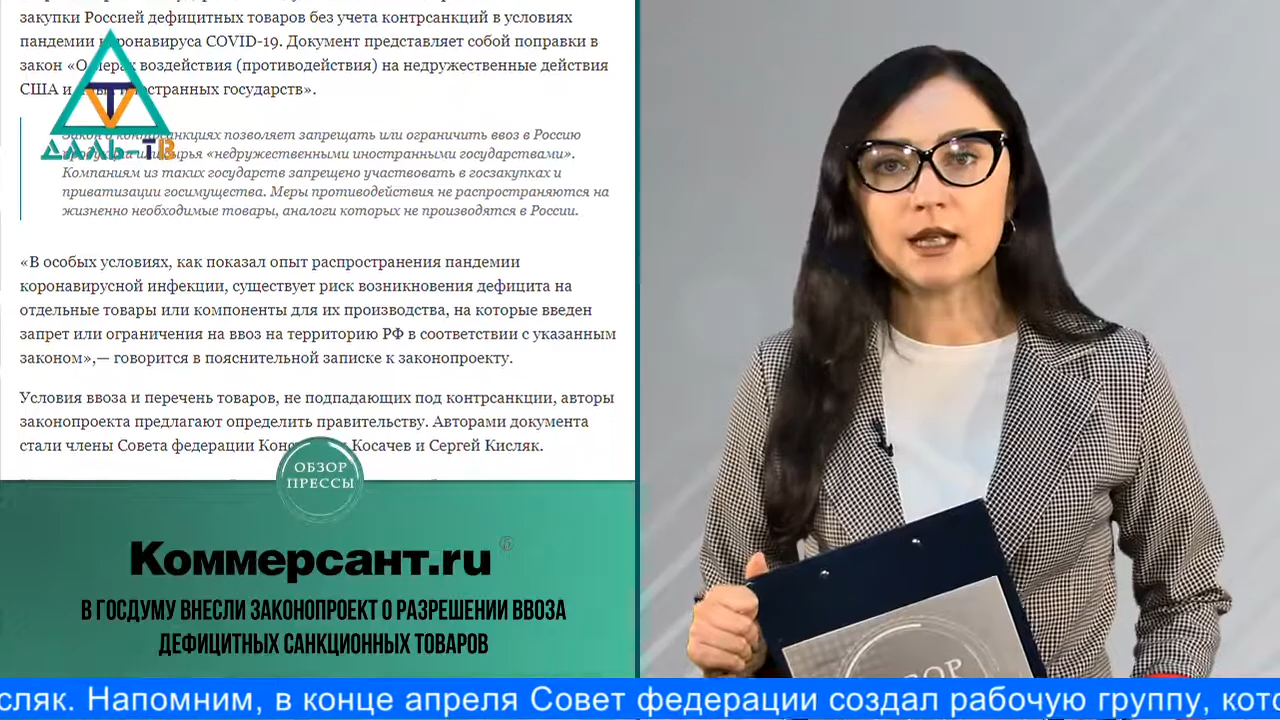 закупки Россией дефицитных товаров без учета контрсанкций в условиях
пандемии коронавируса COVID-19. Документ представляет собой поправки в
закон «О мерах воздействия (противодействия) на недружественные действия
США и иных иностранных государств».
ДАЛЬ-ТВ
Закон о контрсанкциях позволяет запрещать или ограничить ввоз в Россию
продукции или сырья «недружественными иностранными государствами».
Компаниям из таких государств запрещено участвовать в госзакупках и
приватизации госимущества. Меры противодействия не распространяются на
жизненно необходимые товары, аналоги которых не производятся в России.
«В особых условиях, как показал опыт распространения пандемии
коронавирусной инфекции, существует риск возникновения дефицита на
отдельные товары или компоненты для их производства, на которые введен
запрет или ограничения на ввоз на территорию РФ в соответствии с указанным
законом»,— говорится в пояснительной записке к законопроекту.
Условия ввоза и перечень товаров, не подпадающих под контрсанкции, авторы
законопроекта предлагают определить правительству. Авторами документа
стали члены Совета федерации Косачев и Сергей Кисляк.
ОБЗОР
ПРЕССЫ
Коммерсант.ru
В ГОСДУМУ ВНЕСЛИ ЗАКОНОПРОЕКТ О РАЗРЕШЕНИИ ВВОЗА
ДЕФИЦИТНЫХ САНКЦИОННЫХ ТОВАРОВ
ОБЗОР
сляк. Напомним, в конце апреля Совет федерации создал рабочую группу, кото